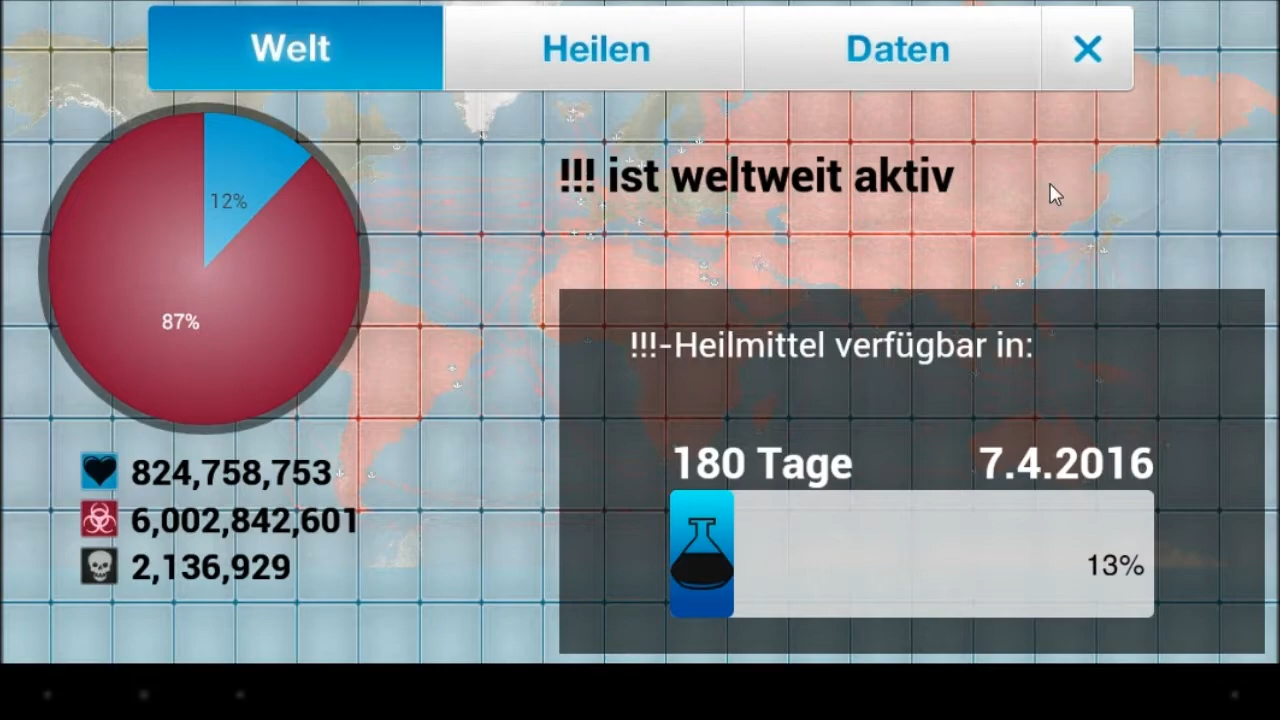 Welt
Heilen
Daten
!!! ist weltweit aktiv
12%
87%
!!!-Heilmittel verfügbar in:
180 Tage
7.4.2016
13%
824,758,753
6,002,842,601
2,136,929